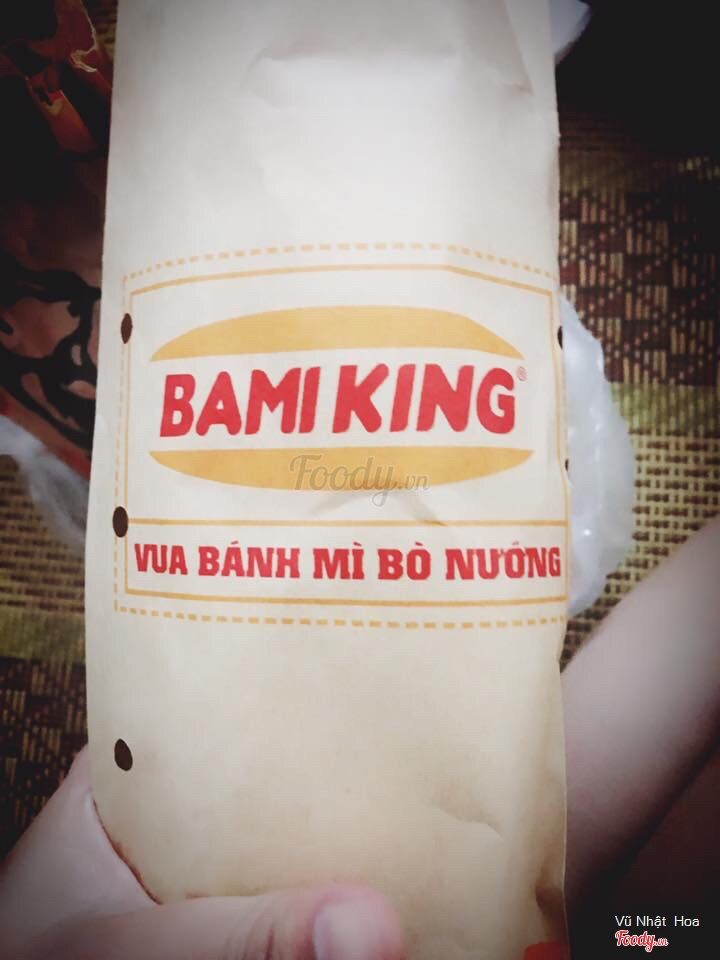 BAMI KING®
Foody.vn
VUA BÁNH MÌ BÒ NƯỚNG
Vũ Nhật Hoa
Foody.vn